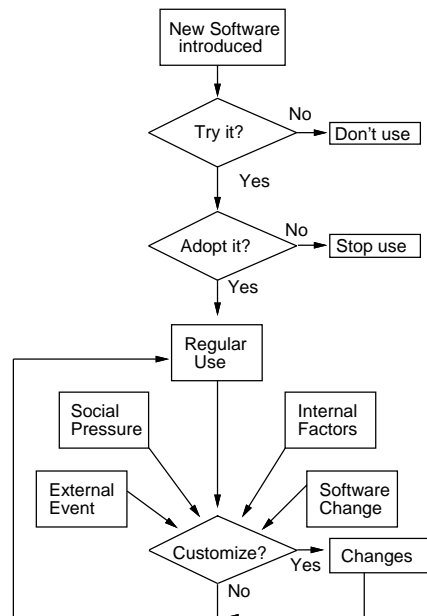 New Software
introduced
No
Try it?
Don't use
Yes
No
Adopt it?
Stop use
Yes
Regular
Use
Social
Pressure
Internal
Factors
External
Event
Software
Change
Customize?
Yes
Changes
No